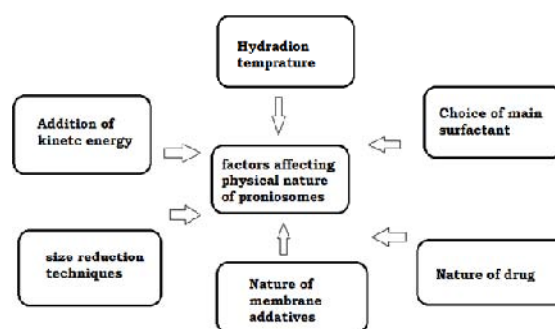 Hydradion
temprature
Addition of
kinetc energy
Choice of main
surfactant
factors affecting
physical nature
of proniosomes
size reduction
techniques
Nature of
membrane
addatives
Nature of drug